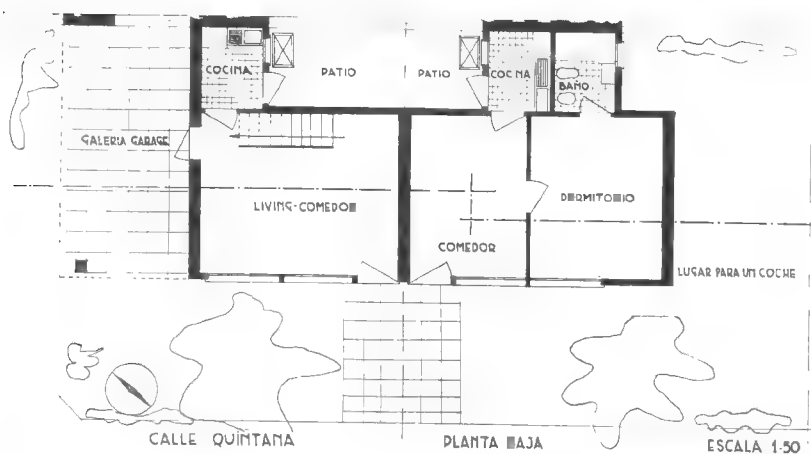 COCINA
PATIO
PATIO
COCINA
BAÑO
GALERIA GARAGE
LIVING-COMEDOR
DORMITORIO
COMEDOR
LUGAR PARA UN COCHE
CALLE QUINTANA
PLANTA BAJA
ESCALA 1·50